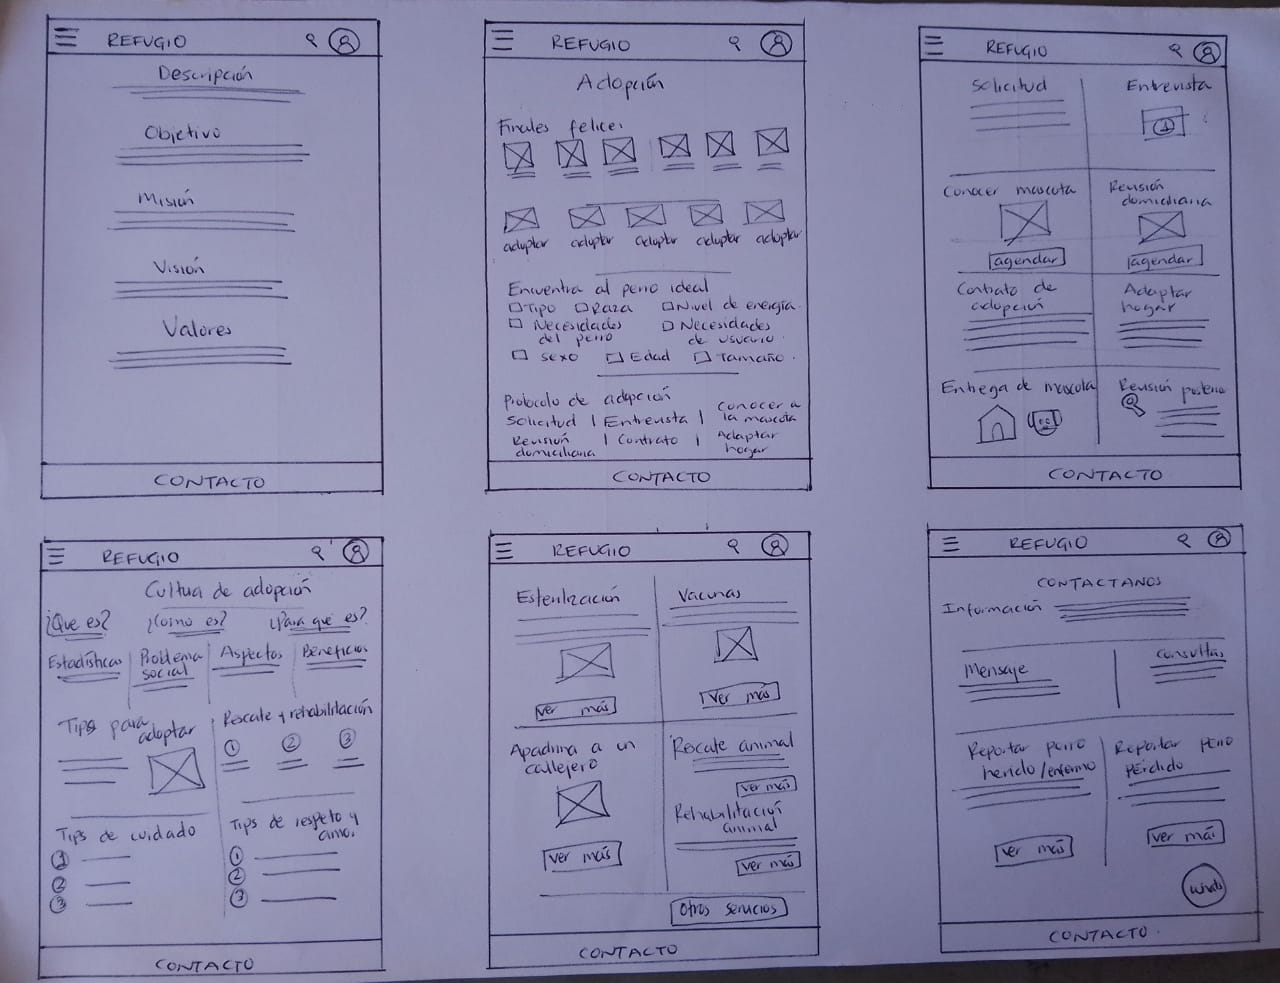 REFUGIO
Descripción
Objetivo
Misión
Visión
Valores
CONTACTO
REFUGIO
Adopción
Finales felices
adoptar adoptar adoptar adoptar adoptar
Encuentra al perro ideal
Tipo Raza Nivel de energía
Necesidades del perro
Necesidades de usuario
Sexo Edad Tamaño
Protocolo de adopción
Solicitud | Entrevista | Conocer a la mascota
Revisión domiciliaria | Contrato | Adaptar hogar
CONTACTO
REFUGIO
Solicitud
Entrevista
1
Conocer mascota
agendar
Revisión domiciliaria
agendar
Contrato de adopción
Adaptar hogar
Entrega de mascota
Revisión
CONTACTO
REFUGIO
Cultura de adopción
¿Que es? ¿Como es? ¿Para qué es?
Estadísticas
Problema social
Aspectos
Beneficios
Tips para adoptar
Rescate y rehabilitación
1 2 3
Tips de cuidado
1
2
3
Tips de respeto y amor
1
2
3
CONTACTO
REFUGIO
Esterilización
ver más
Vacunas
Ver más
Apadrina a un callejero
ver más
Rescate animal
ver más
Rehabilitación animal
ver más
Otros servicios
CONTACTO
REFUGIO
CONTACTANOS
Información
Mensaje
Consultas
Reportar perro herido/enfermo
ver más
Reportar perro pérdido
Ver más
CONTACTO